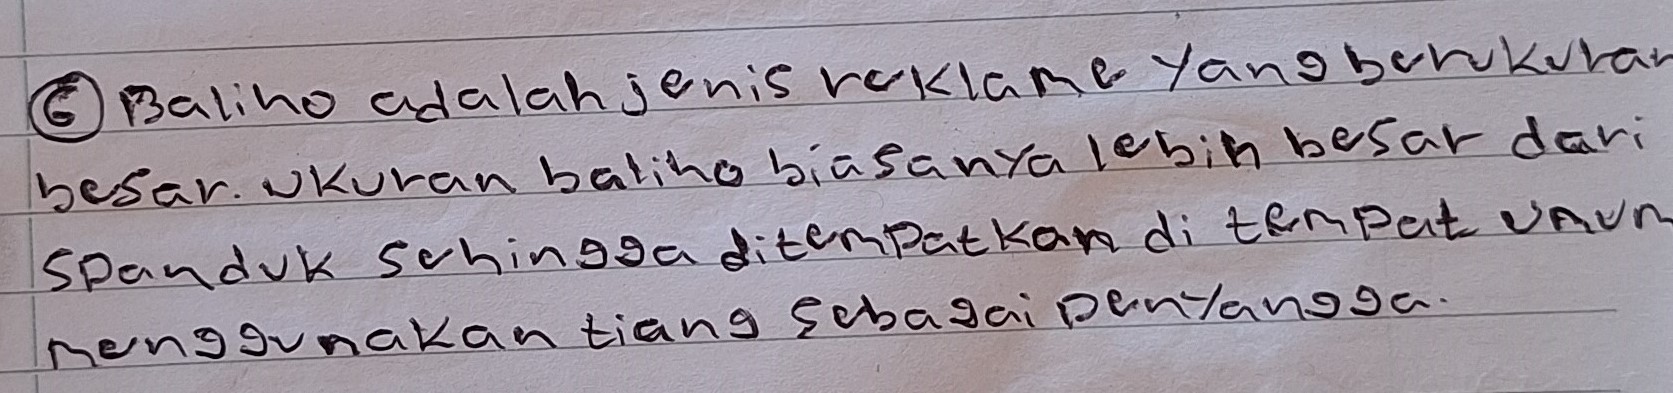 ⑥ Baliho adalah jenis reklame yang berukuran
besar. Ukuran baliho biasanya lebih besar dari
spanduk sehingga ditempatkan di tempat umum
menggunakan tiang sebagai penyangga.